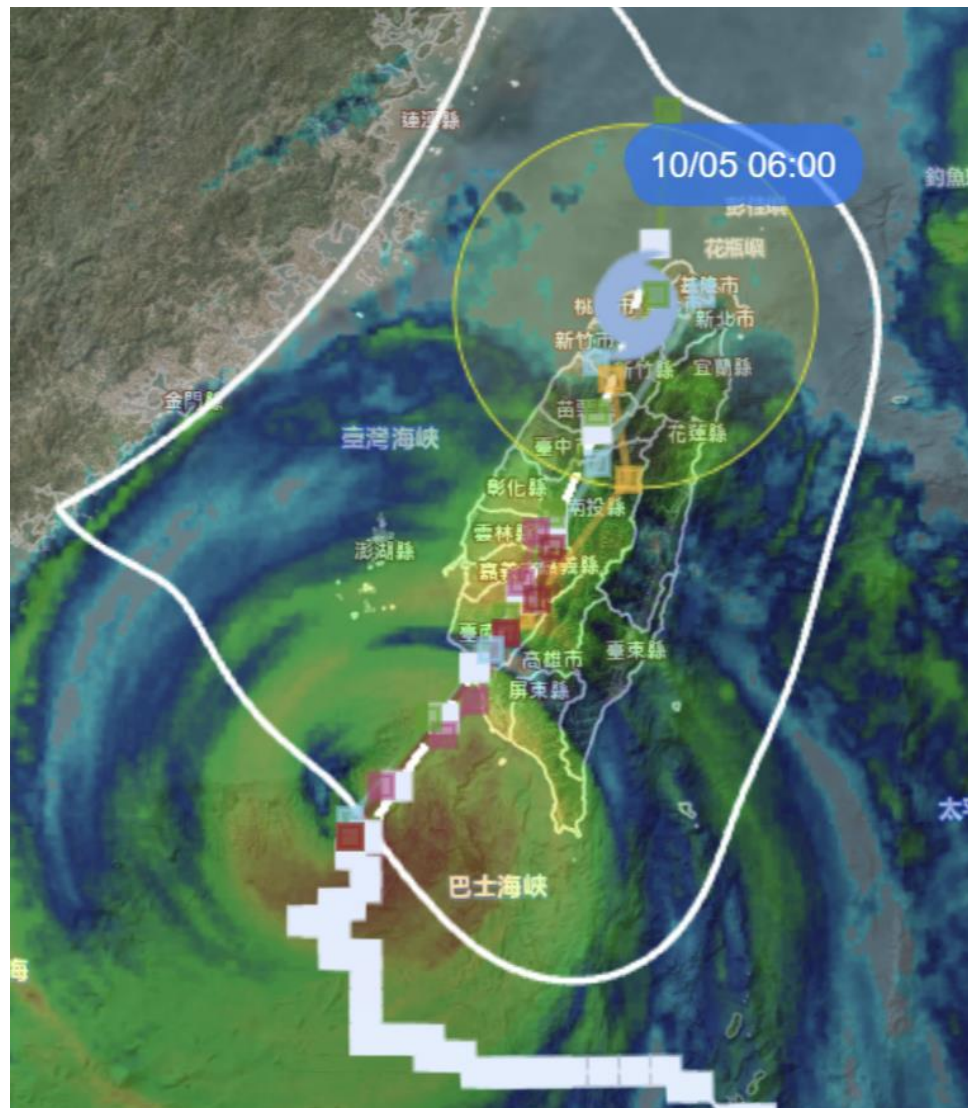 連江縣
10/05 06:00
釣魚
彭佳嶼
花瓶嶼
基隆市
桃
市
新北市
新竹市
新竹縣
宜蘭縣
金門縣
苗
臺灣海峽
臺中市
花蓮縣
彰化縣
南投縣
雲林縣
澎湖縣
嘉義
義縣
臺南
高雄市
臺東縣
屏東縣
太平
巴士海峽
海